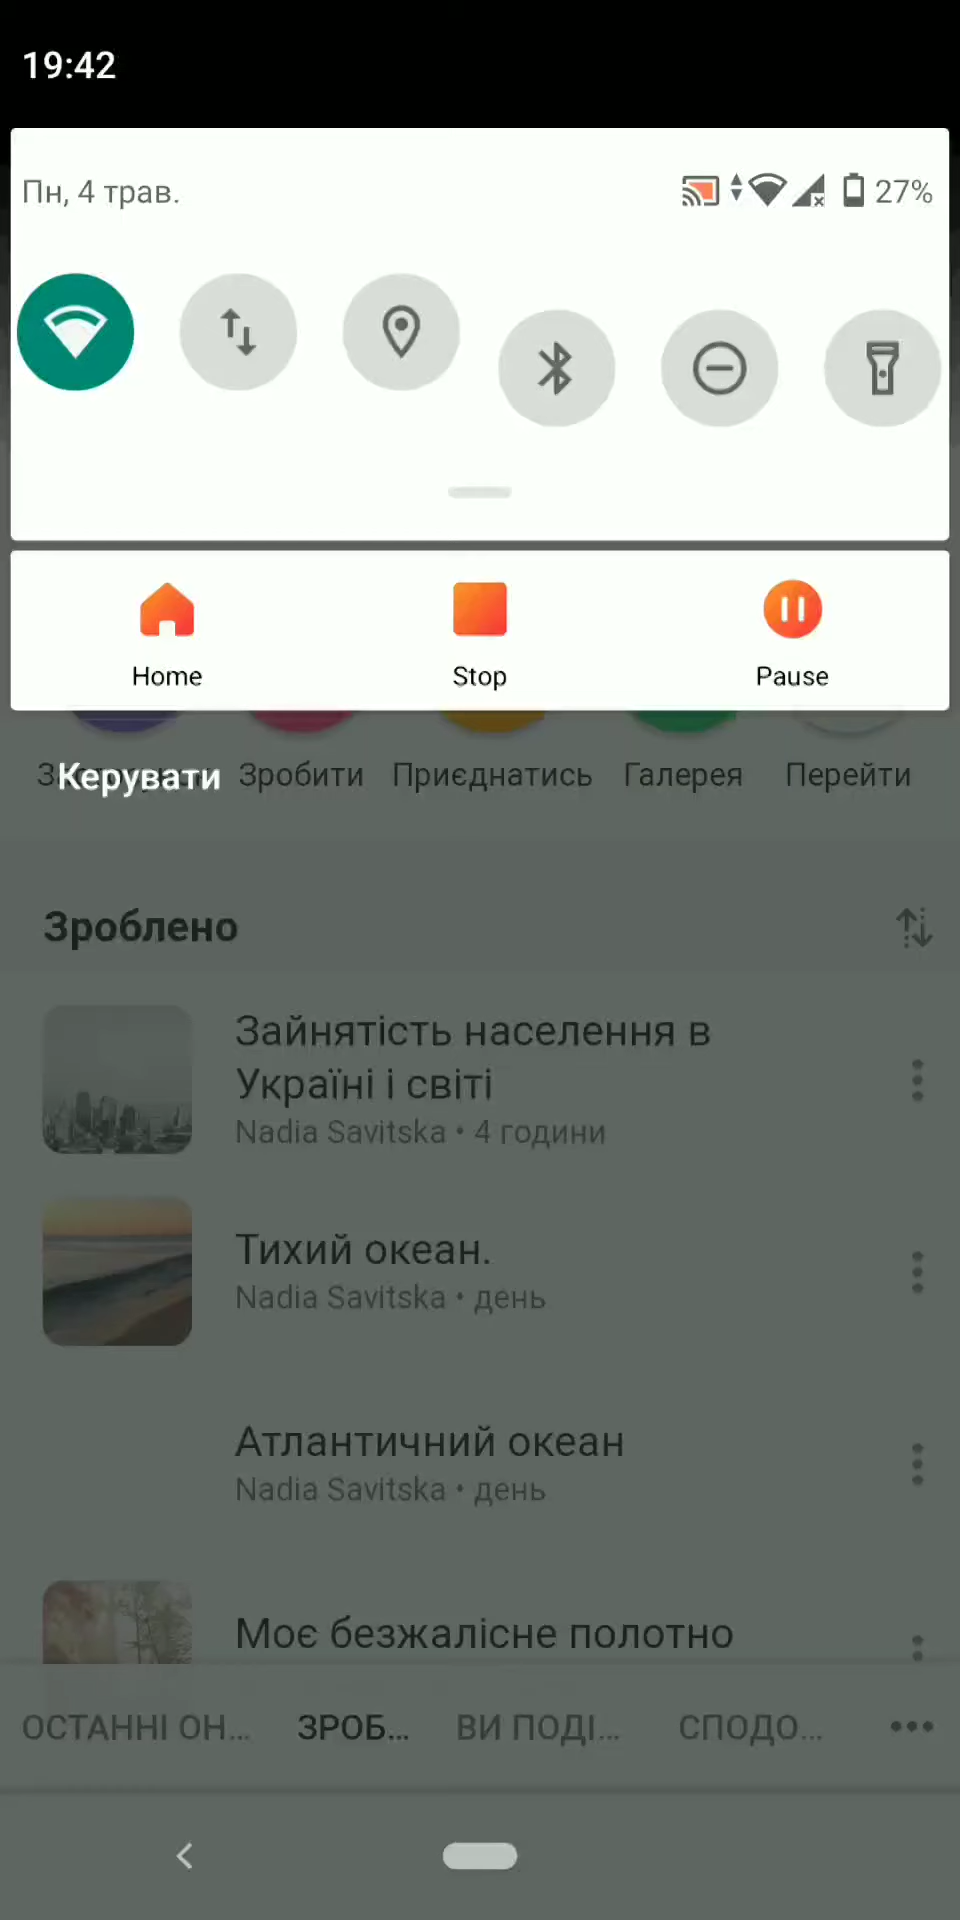 19:42
Пн, 4 трав.
27%
Home
Stop
Pause
Керувати
Зробити
Приєднатись
Галерея
Перейти
Зроблено
Зайнятість населення в
Україні і світі
Nadia Savitska • 4 години
Тихий океан.
Nadia Savitska • день
Атлантичний океан
Nadia Savitska • день
Моє безжалісне полотно
ОСТАННІ ОН...
ЗРОБ...
ВИ ПОДІ...
СПОДО...